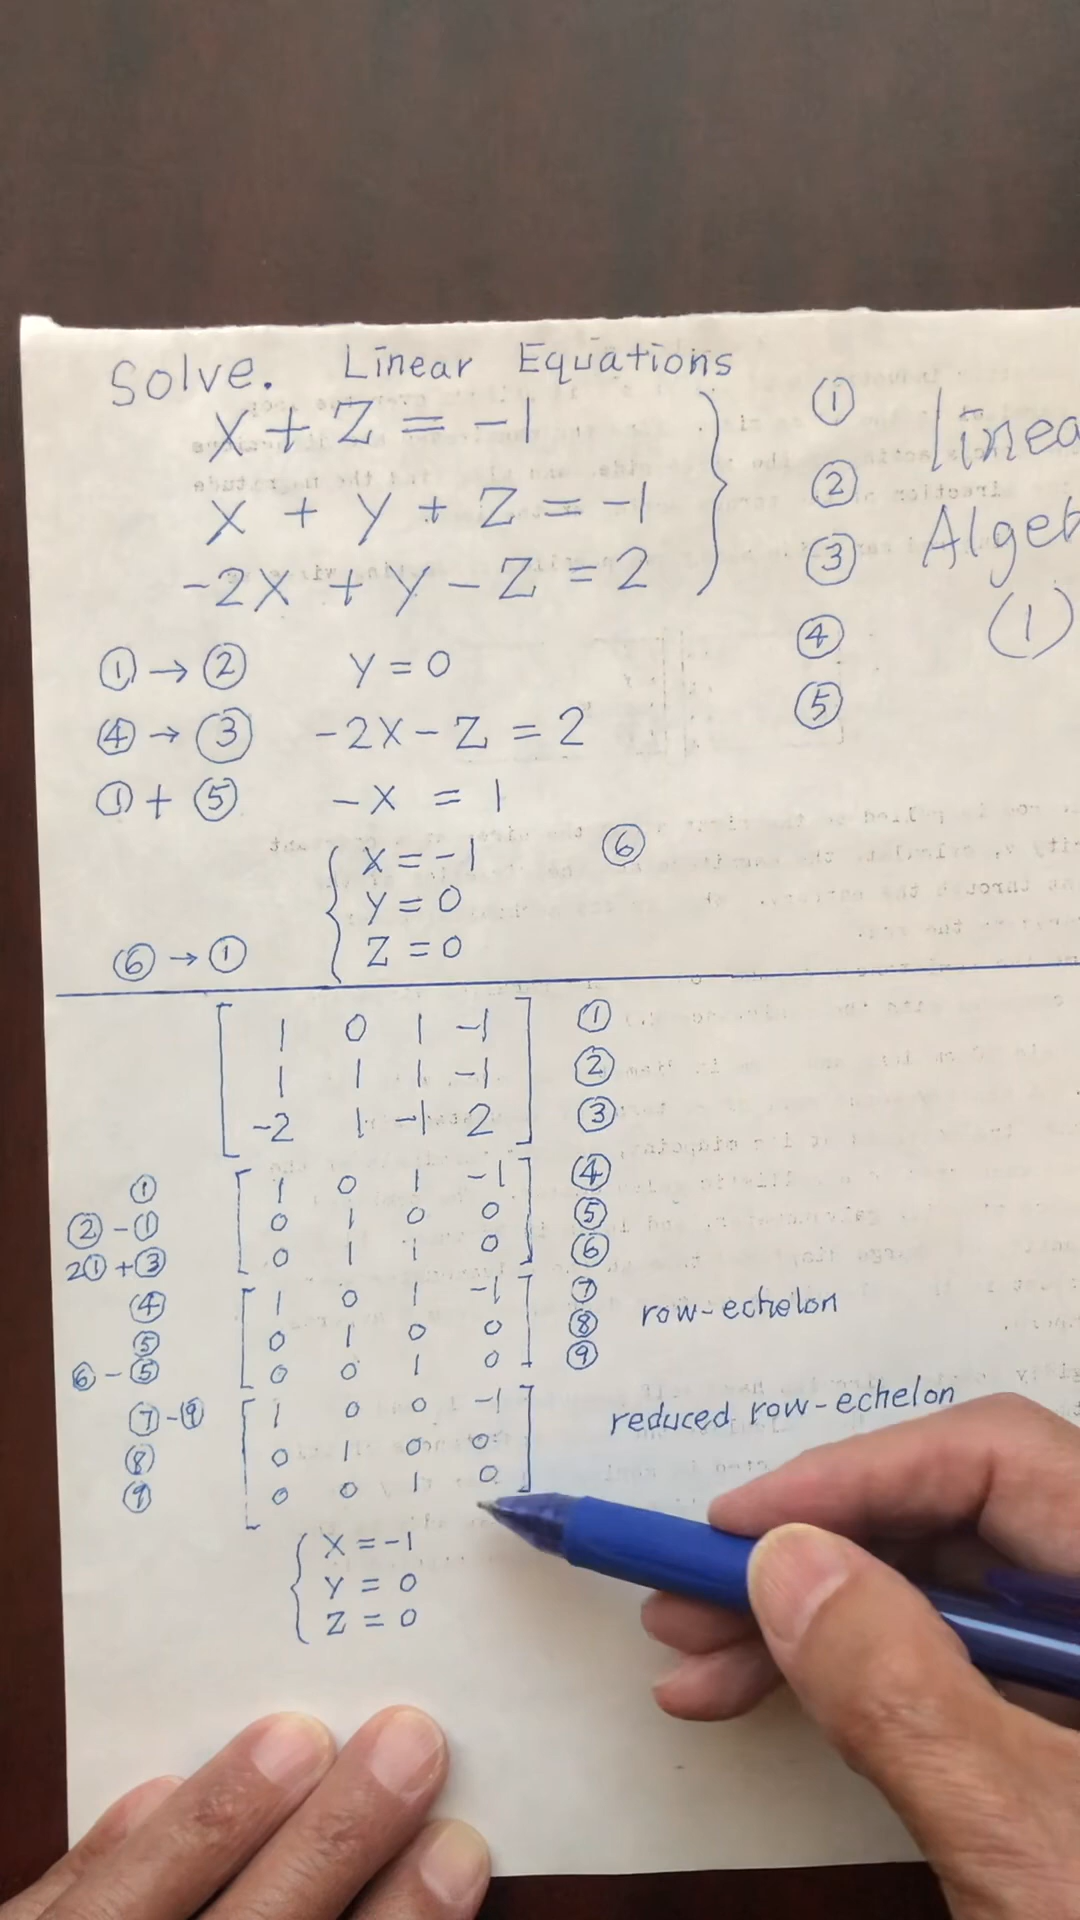 Solve. Linear Equations
x + z = -1 ①
x + y + z = -1 ②
-2x + y - z = 2 ③
Linea
Algeb
(1)
① → ② y = 0 ④
④ → ③ -2x - z = 2 ⑤
① + ⑤ -x = 1
x = -1 ⑥
y = 0
⑥ → ① z = 0
1 0 1 -1 ①
1 1 1 -1 ②
-2 1 -1 2 ③
① 1 0 1 -1 ④
② - ① 0 1 0 0 ⑤
2① + ③ 0 1 1 0 ⑥
④ 1 0 1 -1 ⑦
⑤ 0 1 0 0 ⑧ row-echelon
⑥ - ⑤ 0 0 1 0 ⑨
⑦ - ⑨ 1 0 0 -1 reduced row-echelon
⑧ 0 1 0 0
⑨ 0 0 1 0
x = -1
y = 0
z = 0